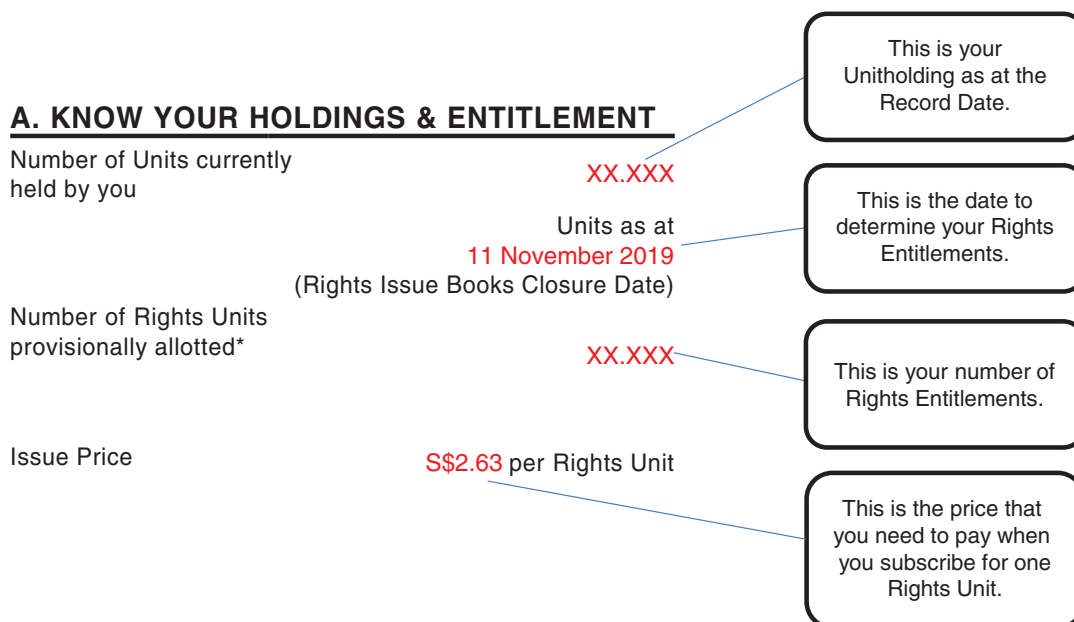 This is your
Unitholding as at the
Record Date.
A. KNOW YOUR HOLDINGS & ENTITLEMENT
Number of Units currently
held by you
XX.XXX
This is the date to
determine your Rights
Entitlements.
Units as at
11 November 2019
(Rights Issue Books Closure Date)
Number of Rights Units
provisionally allotted*
XX.XXX
This is your number of
Rights Entitlements.
Issue Price
S$2.63 per Rights Unit
This is the price that
you need to pay when
you subscribe for one
Rights Unit.